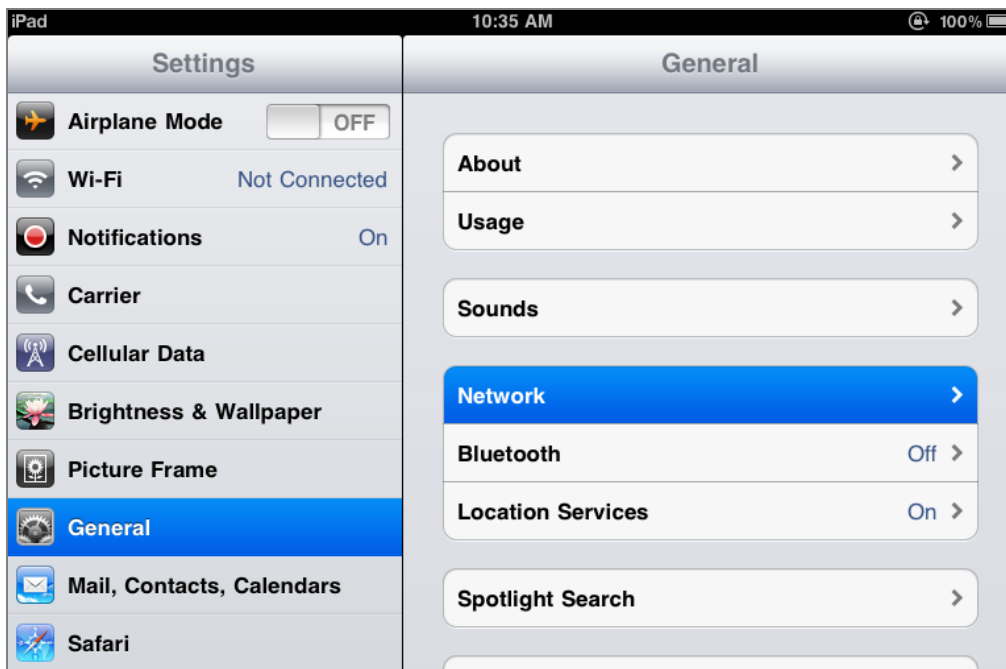 iPad 10:35 AM 100%
Settings
Airplane Mode OFF
Wi-Fi Not Connected
Notifications On
Carrier
Cellular Data
Brightness & Wallpaper
Picture Frame
General
Mail, Contacts, Calendars
Safari
General
About
Usage
Sounds
Network
Bluetooth Off
Location Services On
Spotlight Search